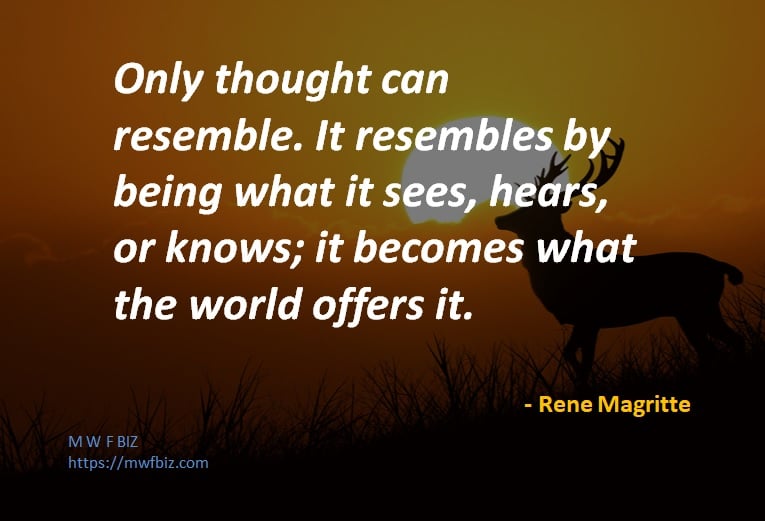 Only thought can
resemble. It resembles by
being what it sees, hears,
or knows; it becomes what
the world offers it.
- Rene Magritte
M W F BIZ
https://mwfbiz.com